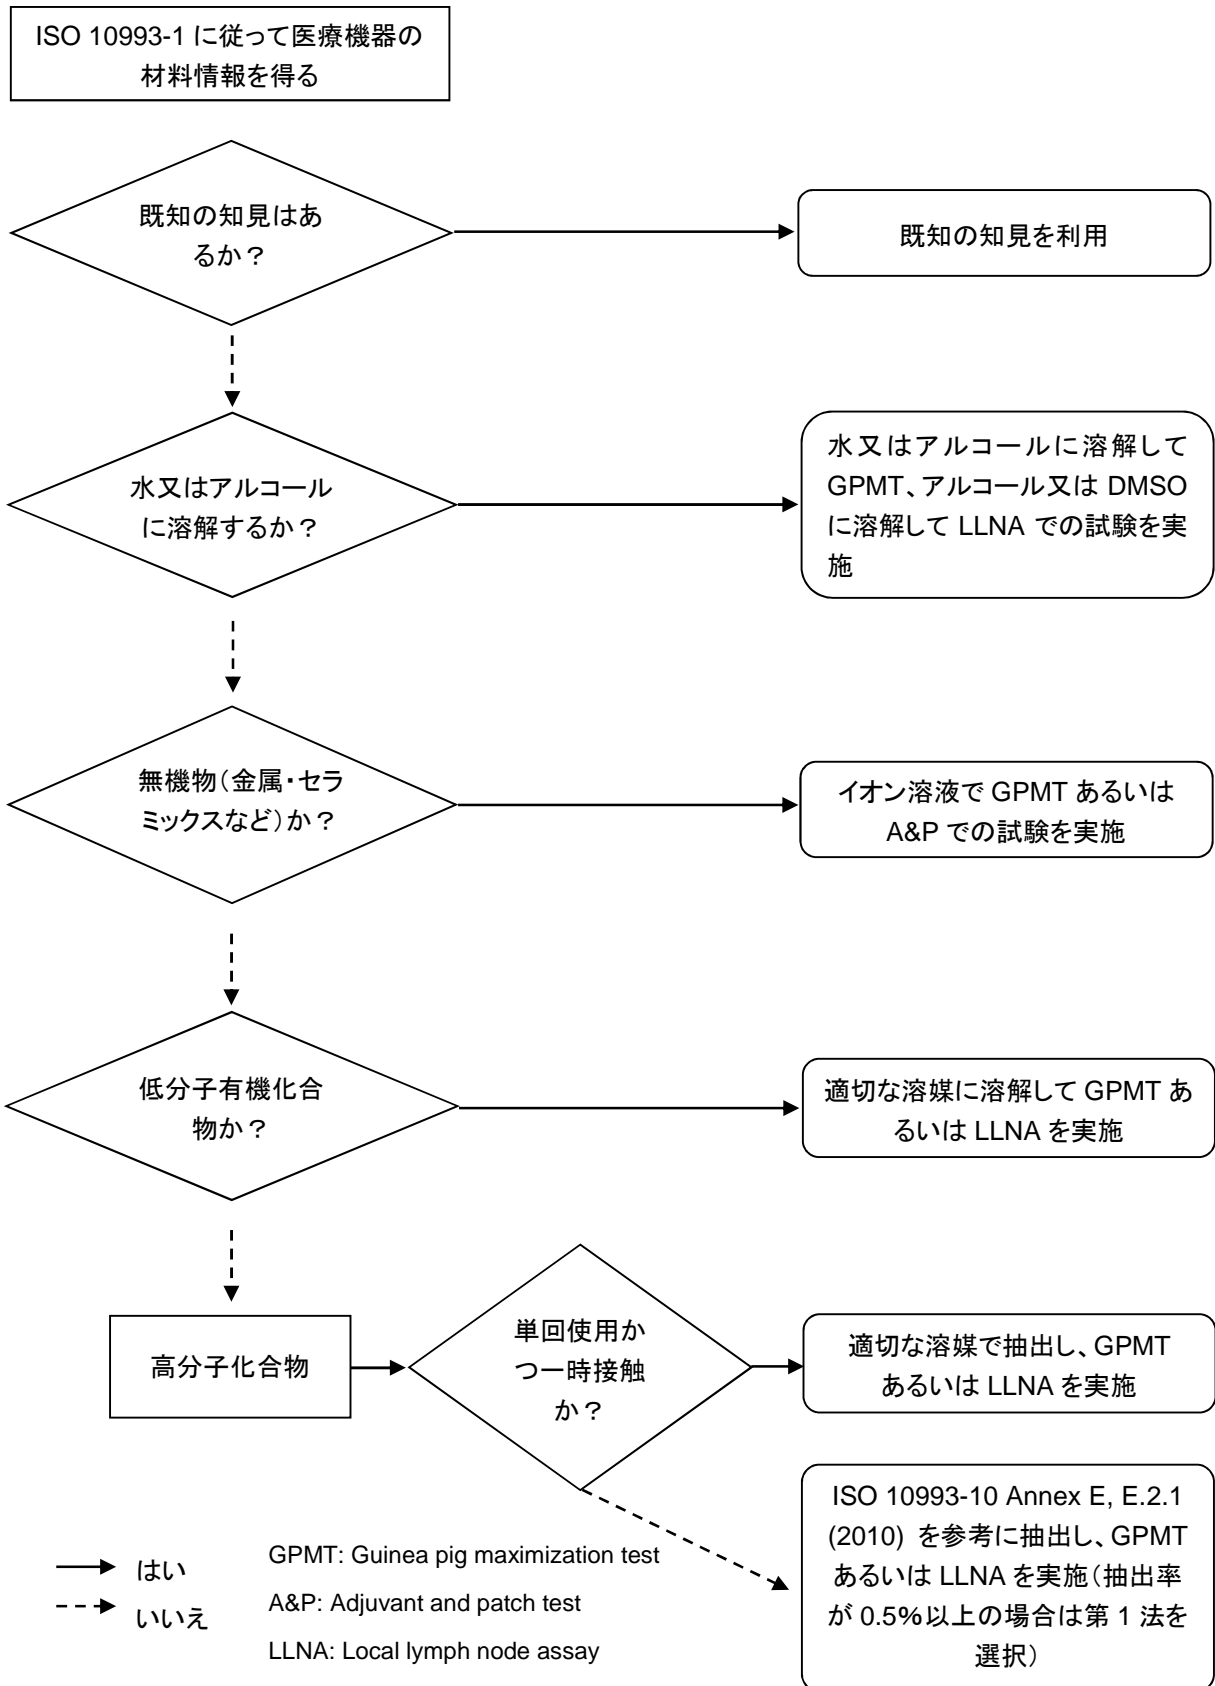 ISO 10993-1 に従って医療機器の
材料情報を得る
既知の知見はあ
るか？
既知の知見を利用
水又はアルコール
に溶解するか？
水又はアルコールに溶解して
GPMT、アルコール又は DMSO
に溶解して LLNA での試験を実
施
無機物（金属・セラ
ミックスなど）か？
イオン溶液で GPMT あるいは
A&P での試験を実施
低分子有機化合
物か？
適切な溶媒に溶解して GPMT あ
るいは LLNA を実施
高分子化合物
単回使用か
つ一時接触
か？
適切な溶媒で抽出し、GPMT
あるいは LLNA を実施
ISO 10993-10 Annex E, E.2.1
(2010) を参考に抽出し、GPMT
あるいは LLNA を実施（抽出率
が 0.5%以上の場合は第 1 法を
選択）
はい
いいえ
GPMT: Guinea pig maximization test
A&P: Adjuvant and patch test
LLNA: Local lymph node assay